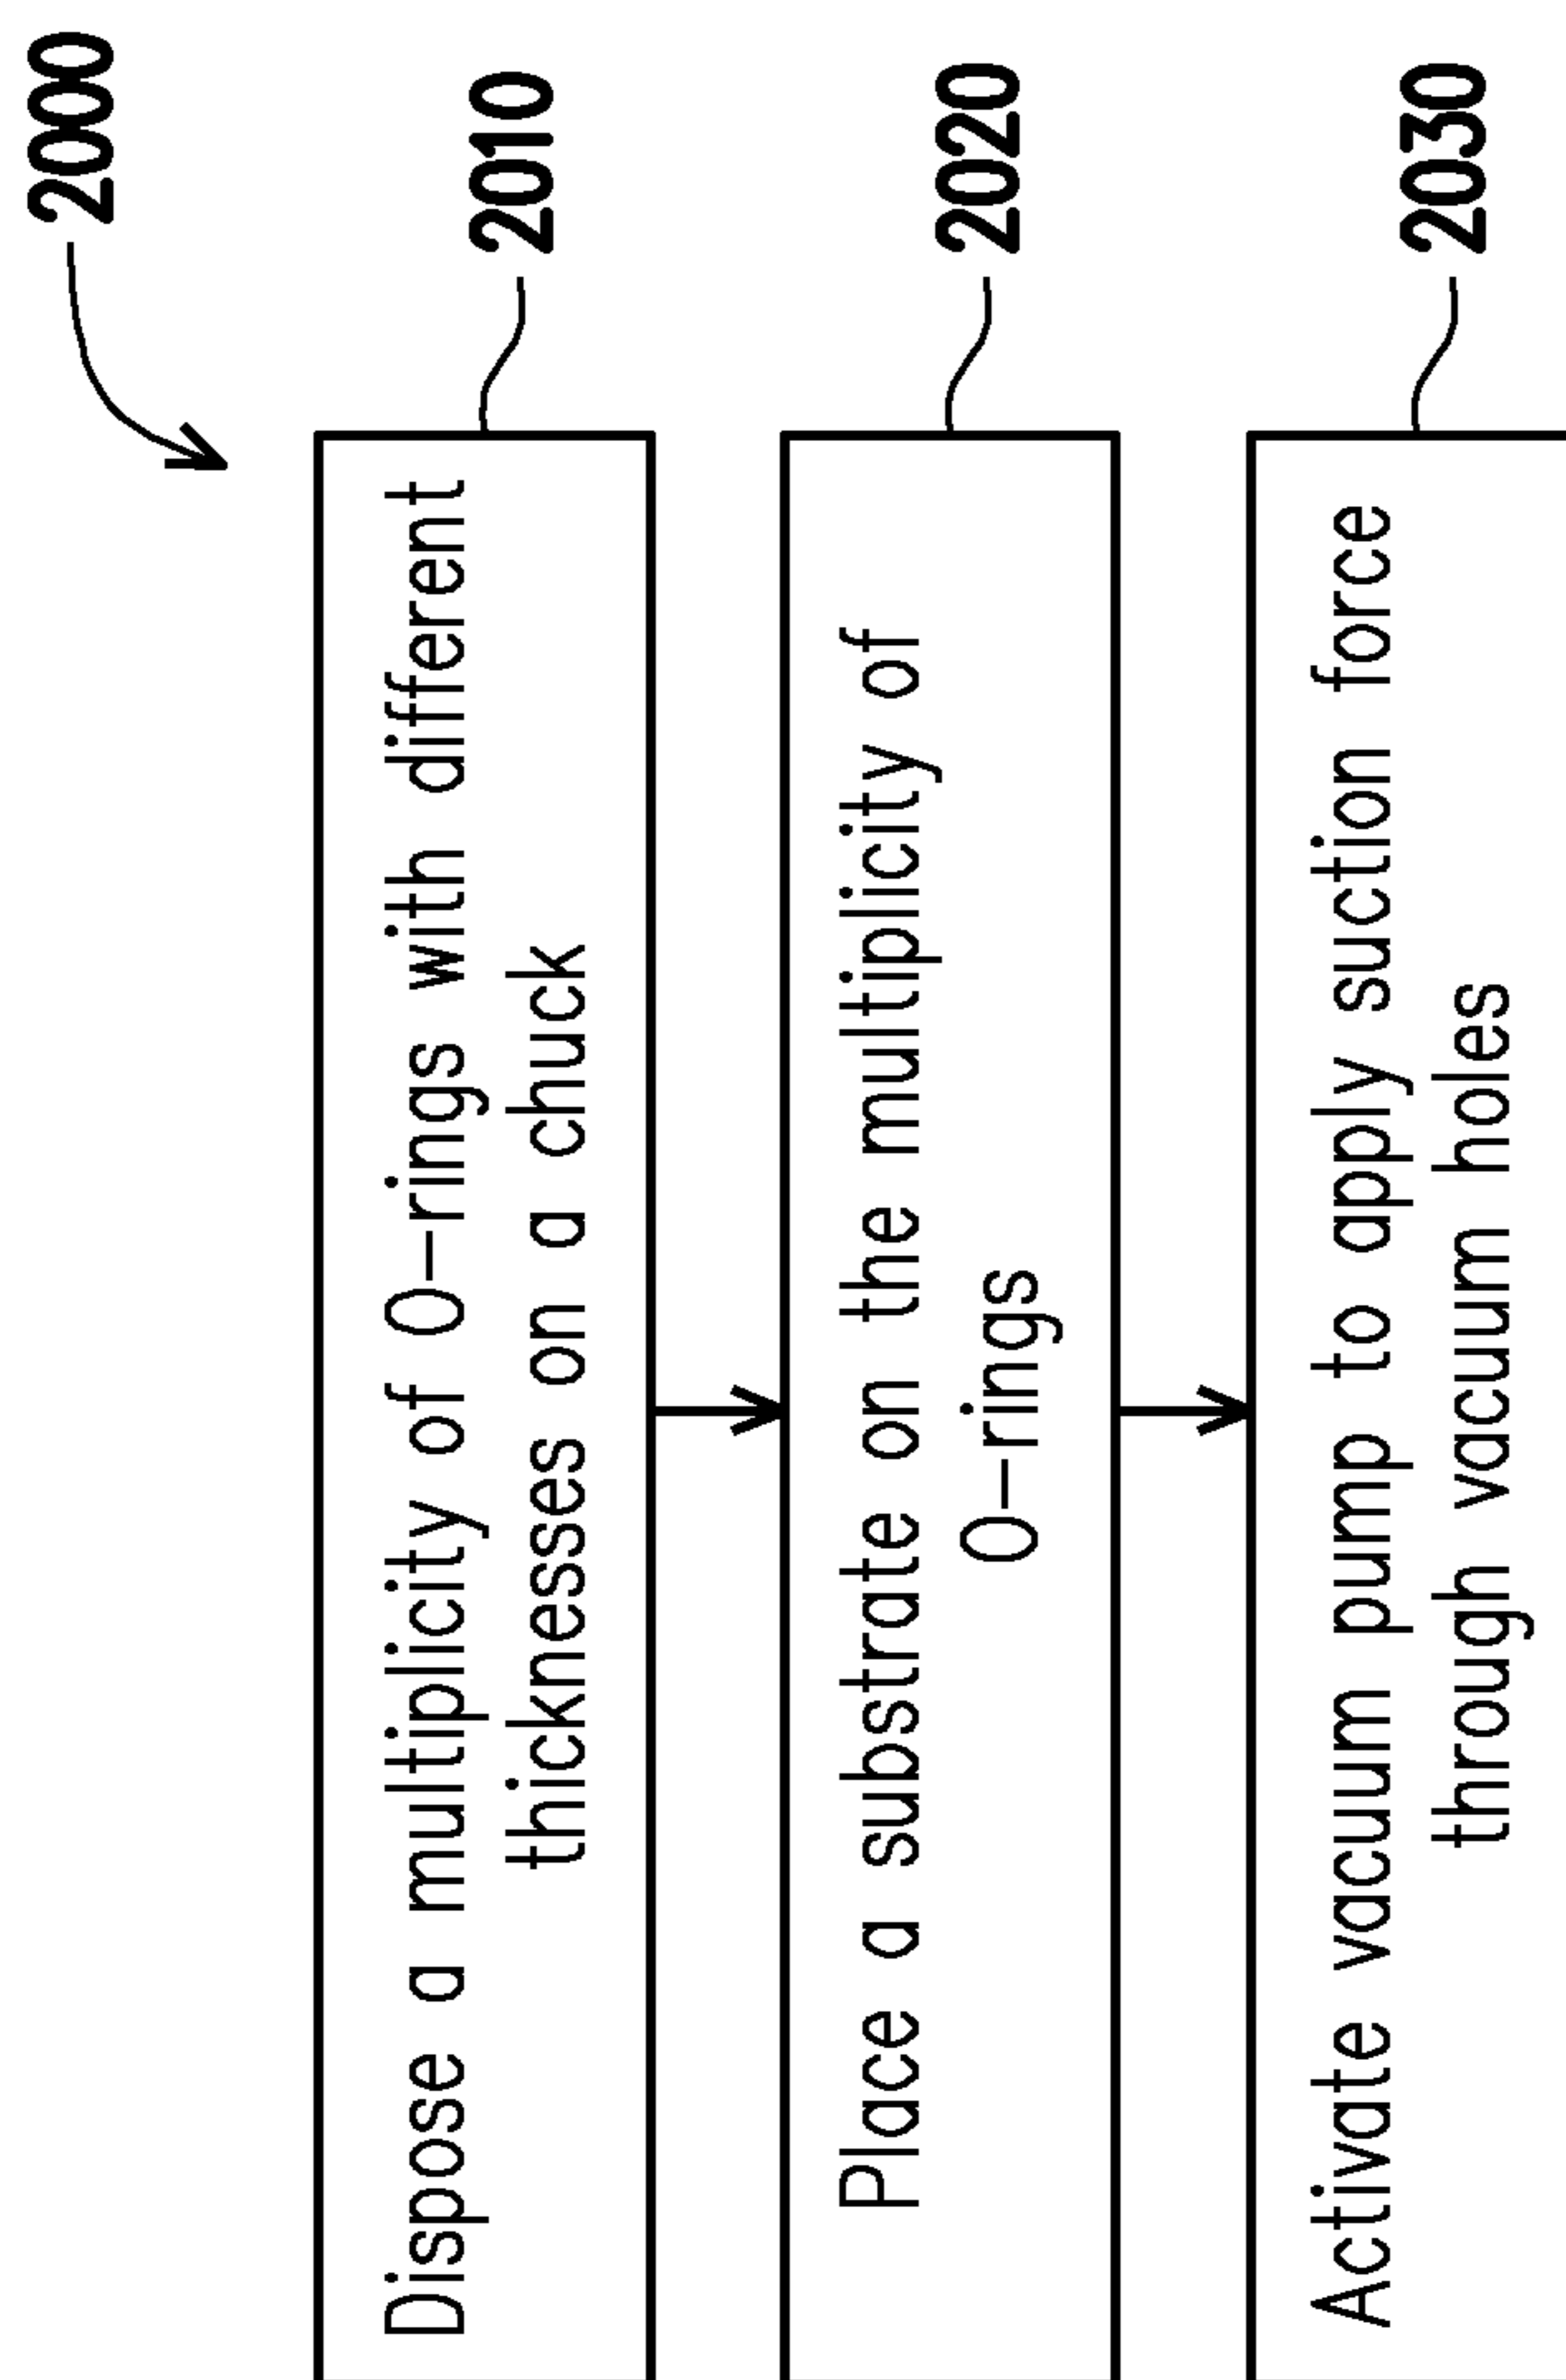 2000
Dispose a multiplicity of O-rings with different
thicknesses on a chuck
2010
Place a substrate on the multiplicity of
O-rings
2020
Activate vacuum pump to apply suction force
through vacuum holes
2030